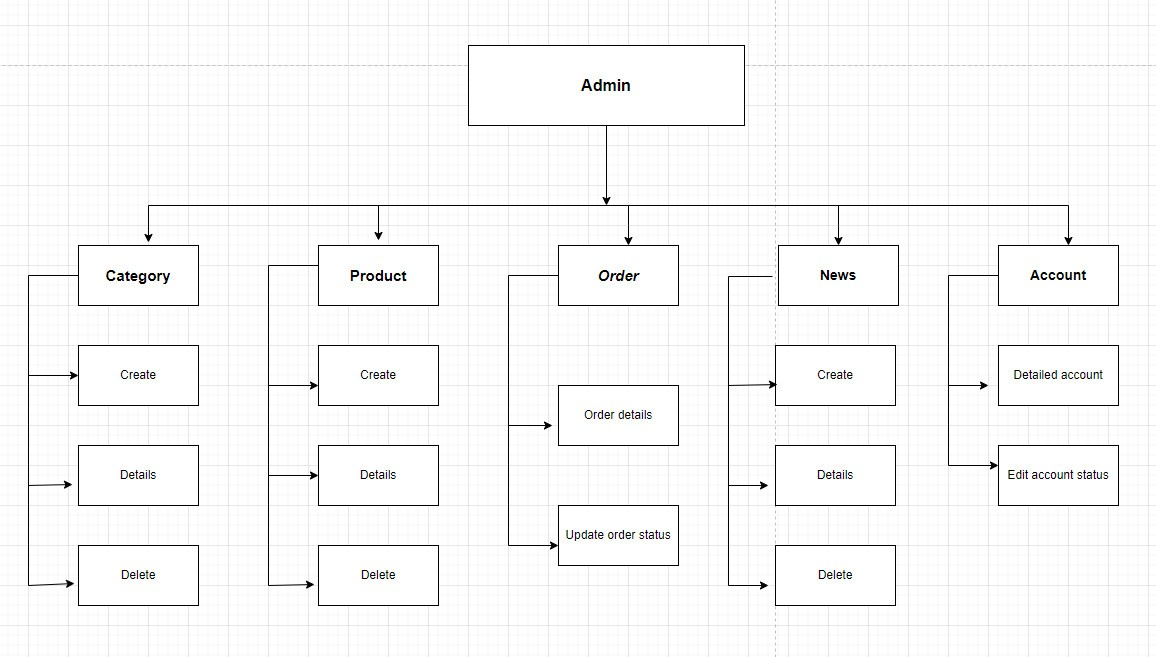 Admin
Category
Product
Order
News
Account
Create
Create
Order details
Create
Detailed account
Details
Details
Update order status
Details
Edit account status
Delete
Delete
Delete